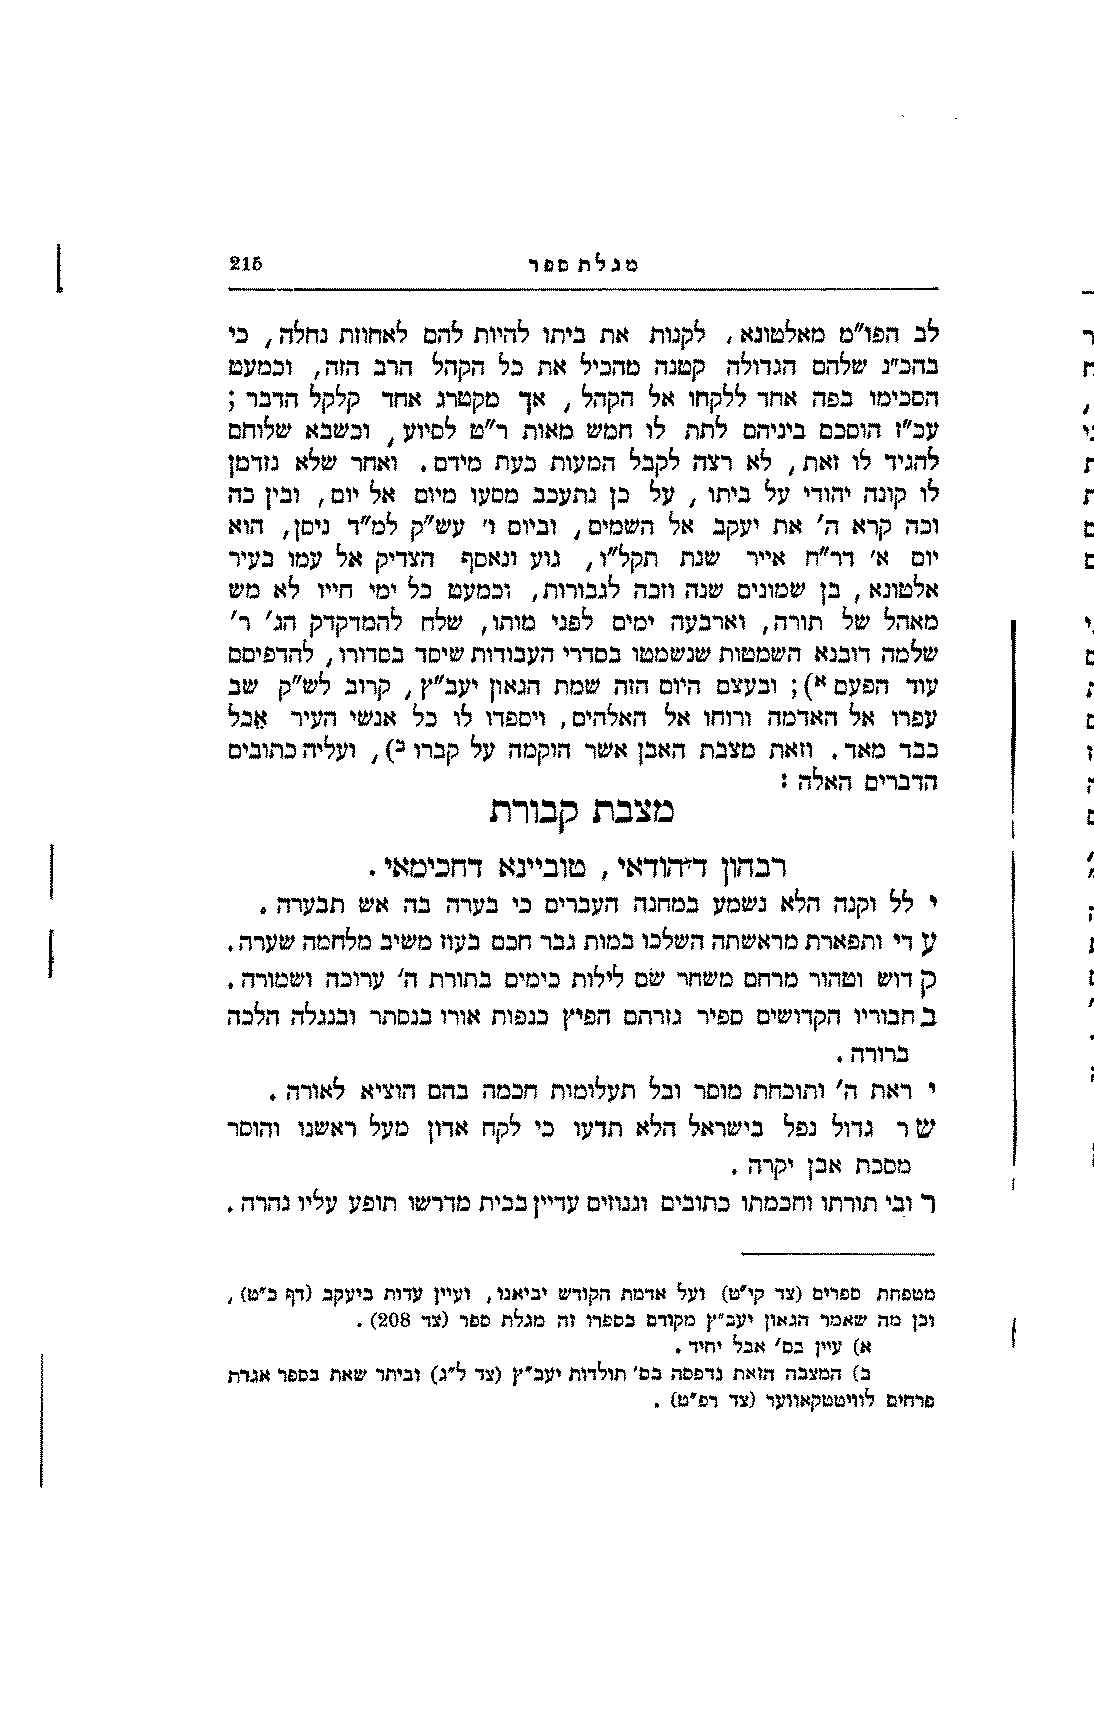 מגלת ספר 215
לב הפו"מ מאלטונא, לקנות את ביתו להיות להם לאחוזת נחלה, כי
בהכ"נ שלהם הגדולה קטנה מהכיל את כל הקהל הרב הזה, וכמעט
הסכימו בפה אחד ללקחו אל הקהל, אך מקטרג אחד קלקל הדבר;
עכ"ז הוסכם ביניהם לתת לו חמש מאות ר"ט לסיוע, וכשבא שלוחם
להגיד לו זאת, לא רצה לקבל המעות כעת מידם. ואחר שלא נזדמן
לו קונה יהודי על ביתו, על כן נתעכב מסעו מיום אל יום, ובין כה
וכה קרא ה' את יעקב אל השמים, וביום ו' עש"ק למ"ד ניסן, הוא
יום א' דר"ח אייר שנת תקל"ו, גוע ונאסף הצדיק אל עמו בעיר
אלטונא, בן שמונים שנה וזכה לגבורות, וכמעט כל ימי חייו לא מש
מאהל של תורה, וארבעה ימים לפני מותו, שלח להמדקדק הג' ר'
שלמה דובנא השמטות שנשמטו בסדרי העבודות שיסד בסדורו, להדפיסם
עוד הפעם א); ובעצם היום הזה שמת הגאון יעב"ץ, קרוב לש"ק שב
עפרו אל האדמה ורוחו אל האלהים, ויספדו לו כל אנשי העיר אבל
כבד מאד. וזאת מצבת האבן אשר הוקמה על קברו ב), ועליה כתובים
הדברים האלה:
מצבת קבורת
רבהון דיהודאי, טוביינא דחכימאי.
י לל וקנה הלא נשמע במחנה העברים כי בערה בה אש תבערה.
ע די ותפארת מראשתה השלכו במות גבר חכם בעוז משיב מלחמה שערה.
ק דוש וטהור מרחם משחר שם לילות כימים בתורת ה' ערוכה ושמורה.
ב חבוריו הקדושים ספיר גזרתם הפיץ כנפות אורו בנסתר ובנגלה הלכה
ברורה.
י ראת ה' ותוכחת מוסר ובל תעלומות חכמה בהם הוציא לאורה.
ש ר גדול נפל בישראל הלא תדעו כי לקח אדון מעל ראשנו והוסר
מסכת אבן יקרה.
ר ובי תורתו וחכמתו כתובים וגנוזים עדיין בבית מדרשו תופע עליו נהרה.
מטפחת ספרים (צד קי"ט) ועל אדמת הקודש יביאנו, ועיין עדות ביעקב (דף כ"ט),
וכן מה שאמר הגאון יעב"ץ מקודם בספרו זה מגלת ספר (צד 208).
א) עיין בס' אבל יחיד.
ב) המצבה הזאת נדפסה בס' תולדות יעב"ץ (צד ל"ג) וביתר שאת בספר אגרת
פרחים לוויטטקאווער (צד רפ"ט).